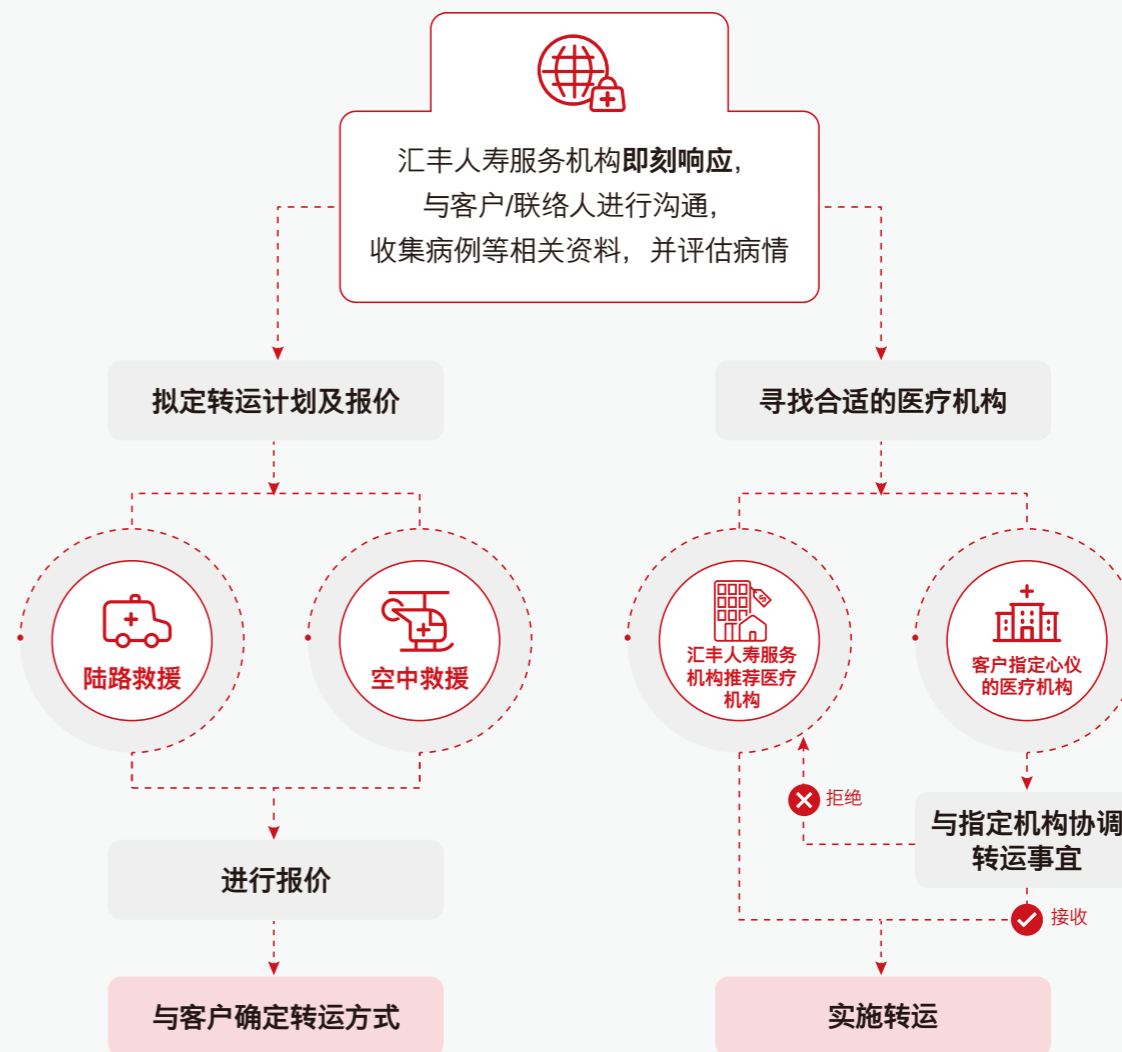 汇丰人寿服务机构即刻响应，
与客户/联络人进行沟通，
收集病例等相关资料，并评估病情
拟定转运计划及报价
寻找合适的医疗机构
陆路救援
空中救援
汇丰人寿服务
机构推荐医疗
机构
客户指定心仪
的医疗机构
拒绝
与指定机构协调
转运事宜
进行报价
接收
与客户确定转运方式
实施转运